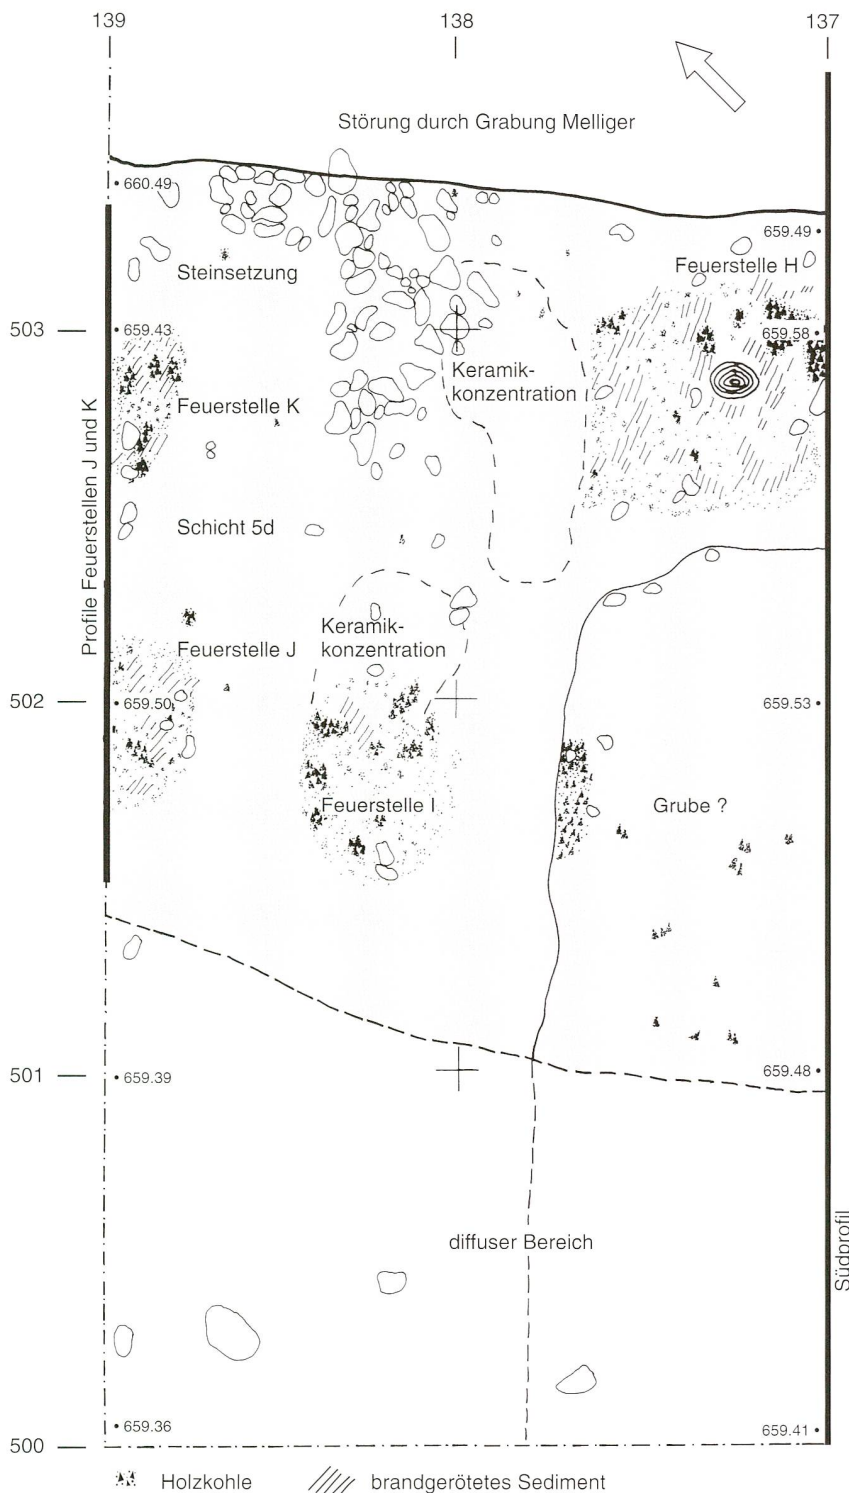 139 138 137
Störung durch Grabung Melliger
660.49
659.49
Feuerstelle H
Steinsetzung
503
659.43
659.58
Keramik-
konzentration
Feuerstelle K
Profile Feuerstellen J und K
Schicht 5d
Keramik-
konzentration
Feuerstelle J
502
659.50
659.53
Feuerstelle I
Grube ?
501
659.39
659.48
diffuser Bereich
Südprofil
659.36
659.41
500
Holzkohle brandgerötetes Sediment